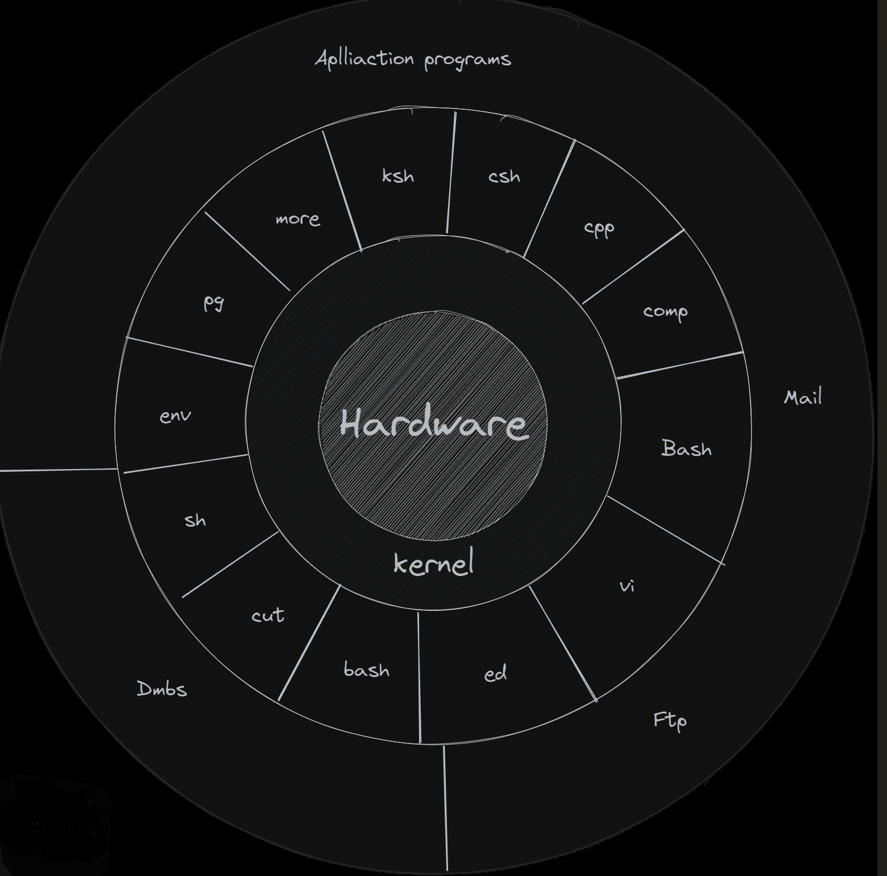 Aplliaction programs
ksh
csh
more
cpp
pg
comp
Mail
env
Hardware
Bash
sh
kernel
vi
cut
bash
ed
Dmbs
Ftp